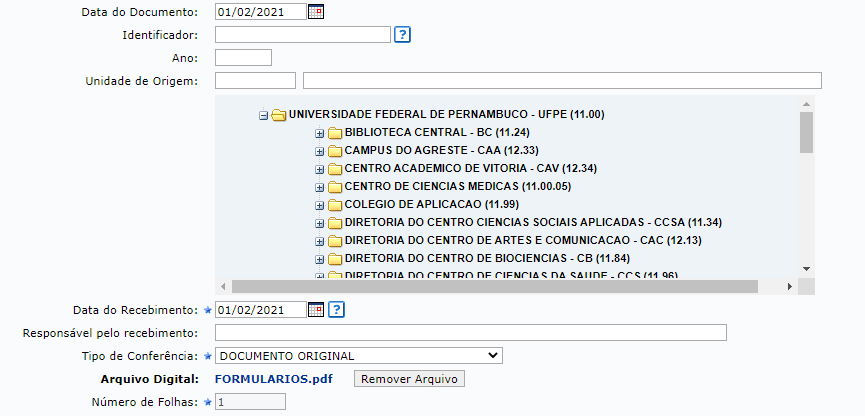 Data do Documento: 01/02/2021
Identificador: ?
Ano:
Unidade de Origem:
UNIVERSIDADE FEDERAL DE PERNAMBUCO - UFPE (11.00)
BIBLIOTECA CENTRAL - BC (11.24)
CAMPUS DO AGRESTE - CAA (12.33)
CENTRO ACADEMICO DE VITORIA - CAV (12.34)
CENTRO DE CIENCIAS MEDICAS (11.00.05)
COLEGIO DE APLICACAO (11.99)
DIRETORIA DO CENTRO CIENCIAS SOCIAIS APLICADAS - CCSA (11.34)
DIRETORIA DO CENTRO DE ARTES E COMUNICACAO - CAC (12.13)
DIRETORIA DO CENTRO DE BIOCIENCIAS - CB (11.84)
DIRETORIA DO CENTRO DE CIENCIAS DA SAUDE - CCS (11.96)
Data do Recebimento: 01/02/2021 ?
Responsável pelo recebimento:
Tipo de Conferência: DOCUMENTO ORIGINAL
Arquivo Digital: FORMULARIOS.pdf Remover Arquivo
Número de Folhas: 1